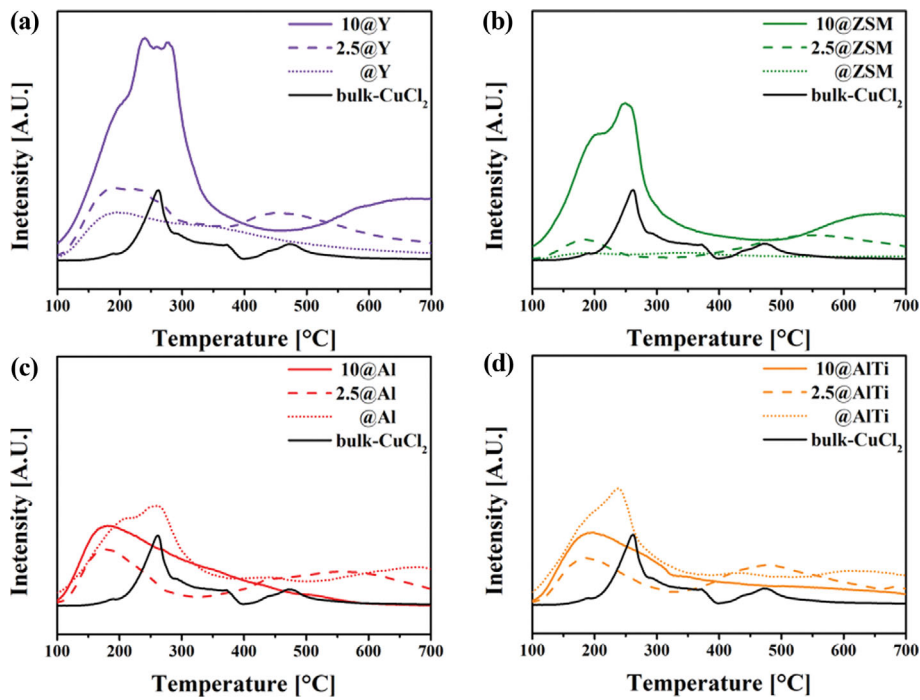 (a)
10@Y
2.5@Y
@Y
bulk-CuCl₂
Inetensity [A.U.]
100 200 300 400 500 600 700
Temperature [°C]
(b)
10@ZSM
2.5@ZSM
@ZSM
bulk-CuCl₂
Inetensity [A.U.]
100 200 300 400 500 600 700
Temperature [°C]
(c)
10@Al
2.5@Al
@Al
bulk-CuCl₂
Inetensity [A.U.]
100 200 300 400 500 600 700
Temperature [°C]
(d)
10@AlTi
2.5@AlTi
@AlTi
bulk-CuCl₂
Inetensity [A.U.]
100 200 300 400 500 600 700
Temperature [°C]